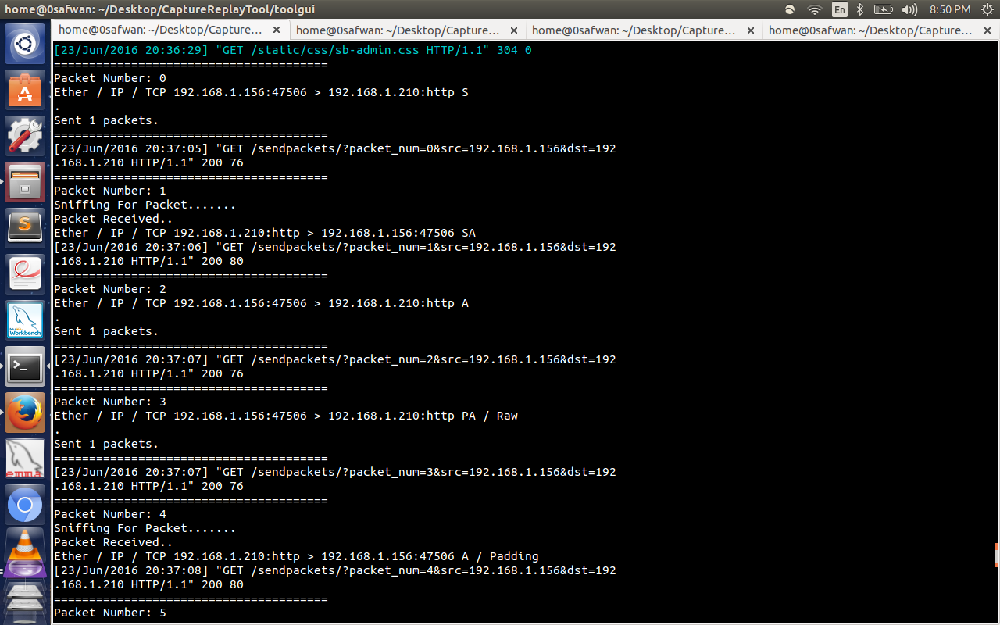 home@0safwan: ~/Desktop/CaptureReplayTool/toolgui
En
8:50 PM
home@0safwan: ~/Desktop/Capture... × home@0safwan: ~/Desktop/Capture... × home@0safwan: ~/Desktop/Capture... × home@0safwan: ~/Desktop/Capture... ×
[23/Jun/2016 20:36:29] "GET /static/css/sb-admin.css HTTP/1.1" 304 0
=======================================
Packet Number: 0
Ether / IP / TCP 192.168.1.156:47506 > 192.168.1.210:http S
.
Sent 1 packets.
=======================================
[23/Jun/2016 20:37:05] "GET /sendpackets/?packet_num=0&src=192.168.1.156&dst=192
.168.1.210 HTTP/1.1" 200 76
=======================================
Packet Number: 1
Sniffing For Packet.......
Packet Received..
Ether / IP / TCP 192.168.1.210:http > 192.168.1.156:47506 SA
[23/Jun/2016 20:37:06] "GET /sendpackets/?packet_num=1&src=192.168.1.156&dst=192
.168.1.210 HTTP/1.1" 200 80
=======================================
Packet Number: 2
Ether / IP / TCP 192.168.1.156:47506 > 192.168.1.210:http A
.
Sent 1 packets.
=======================================
[23/Jun/2016 20:37:07] "GET /sendpackets/?packet_num=2&src=192.168.1.156&dst=192
.168.1.210 HTTP/1.1" 200 76
=======================================
Packet Number: 3
Ether / IP / TCP 192.168.1.156:47506 > 192.168.1.210:http PA / Raw
.
Sent 1 packets.
=======================================
[23/Jun/2016 20:37:07] "GET /sendpackets/?packet_num=3&src=192.168.1.156&dst=192
.168.1.210 HTTP/1.1" 200 76
=======================================
Packet Number: 4
Sniffing For Packet.......
Packet Received..
Ether / IP / TCP 192.168.1.210:http > 192.168.1.156:47506 A / Padding
[23/Jun/2016 20:37:08] "GET /sendpackets/?packet_num=4&src=192.168.1.156&dst=192
.168.1.210 HTTP/1.1" 200 80
=======================================
Packet Number: 5
A
S
Workbench
>_
emma